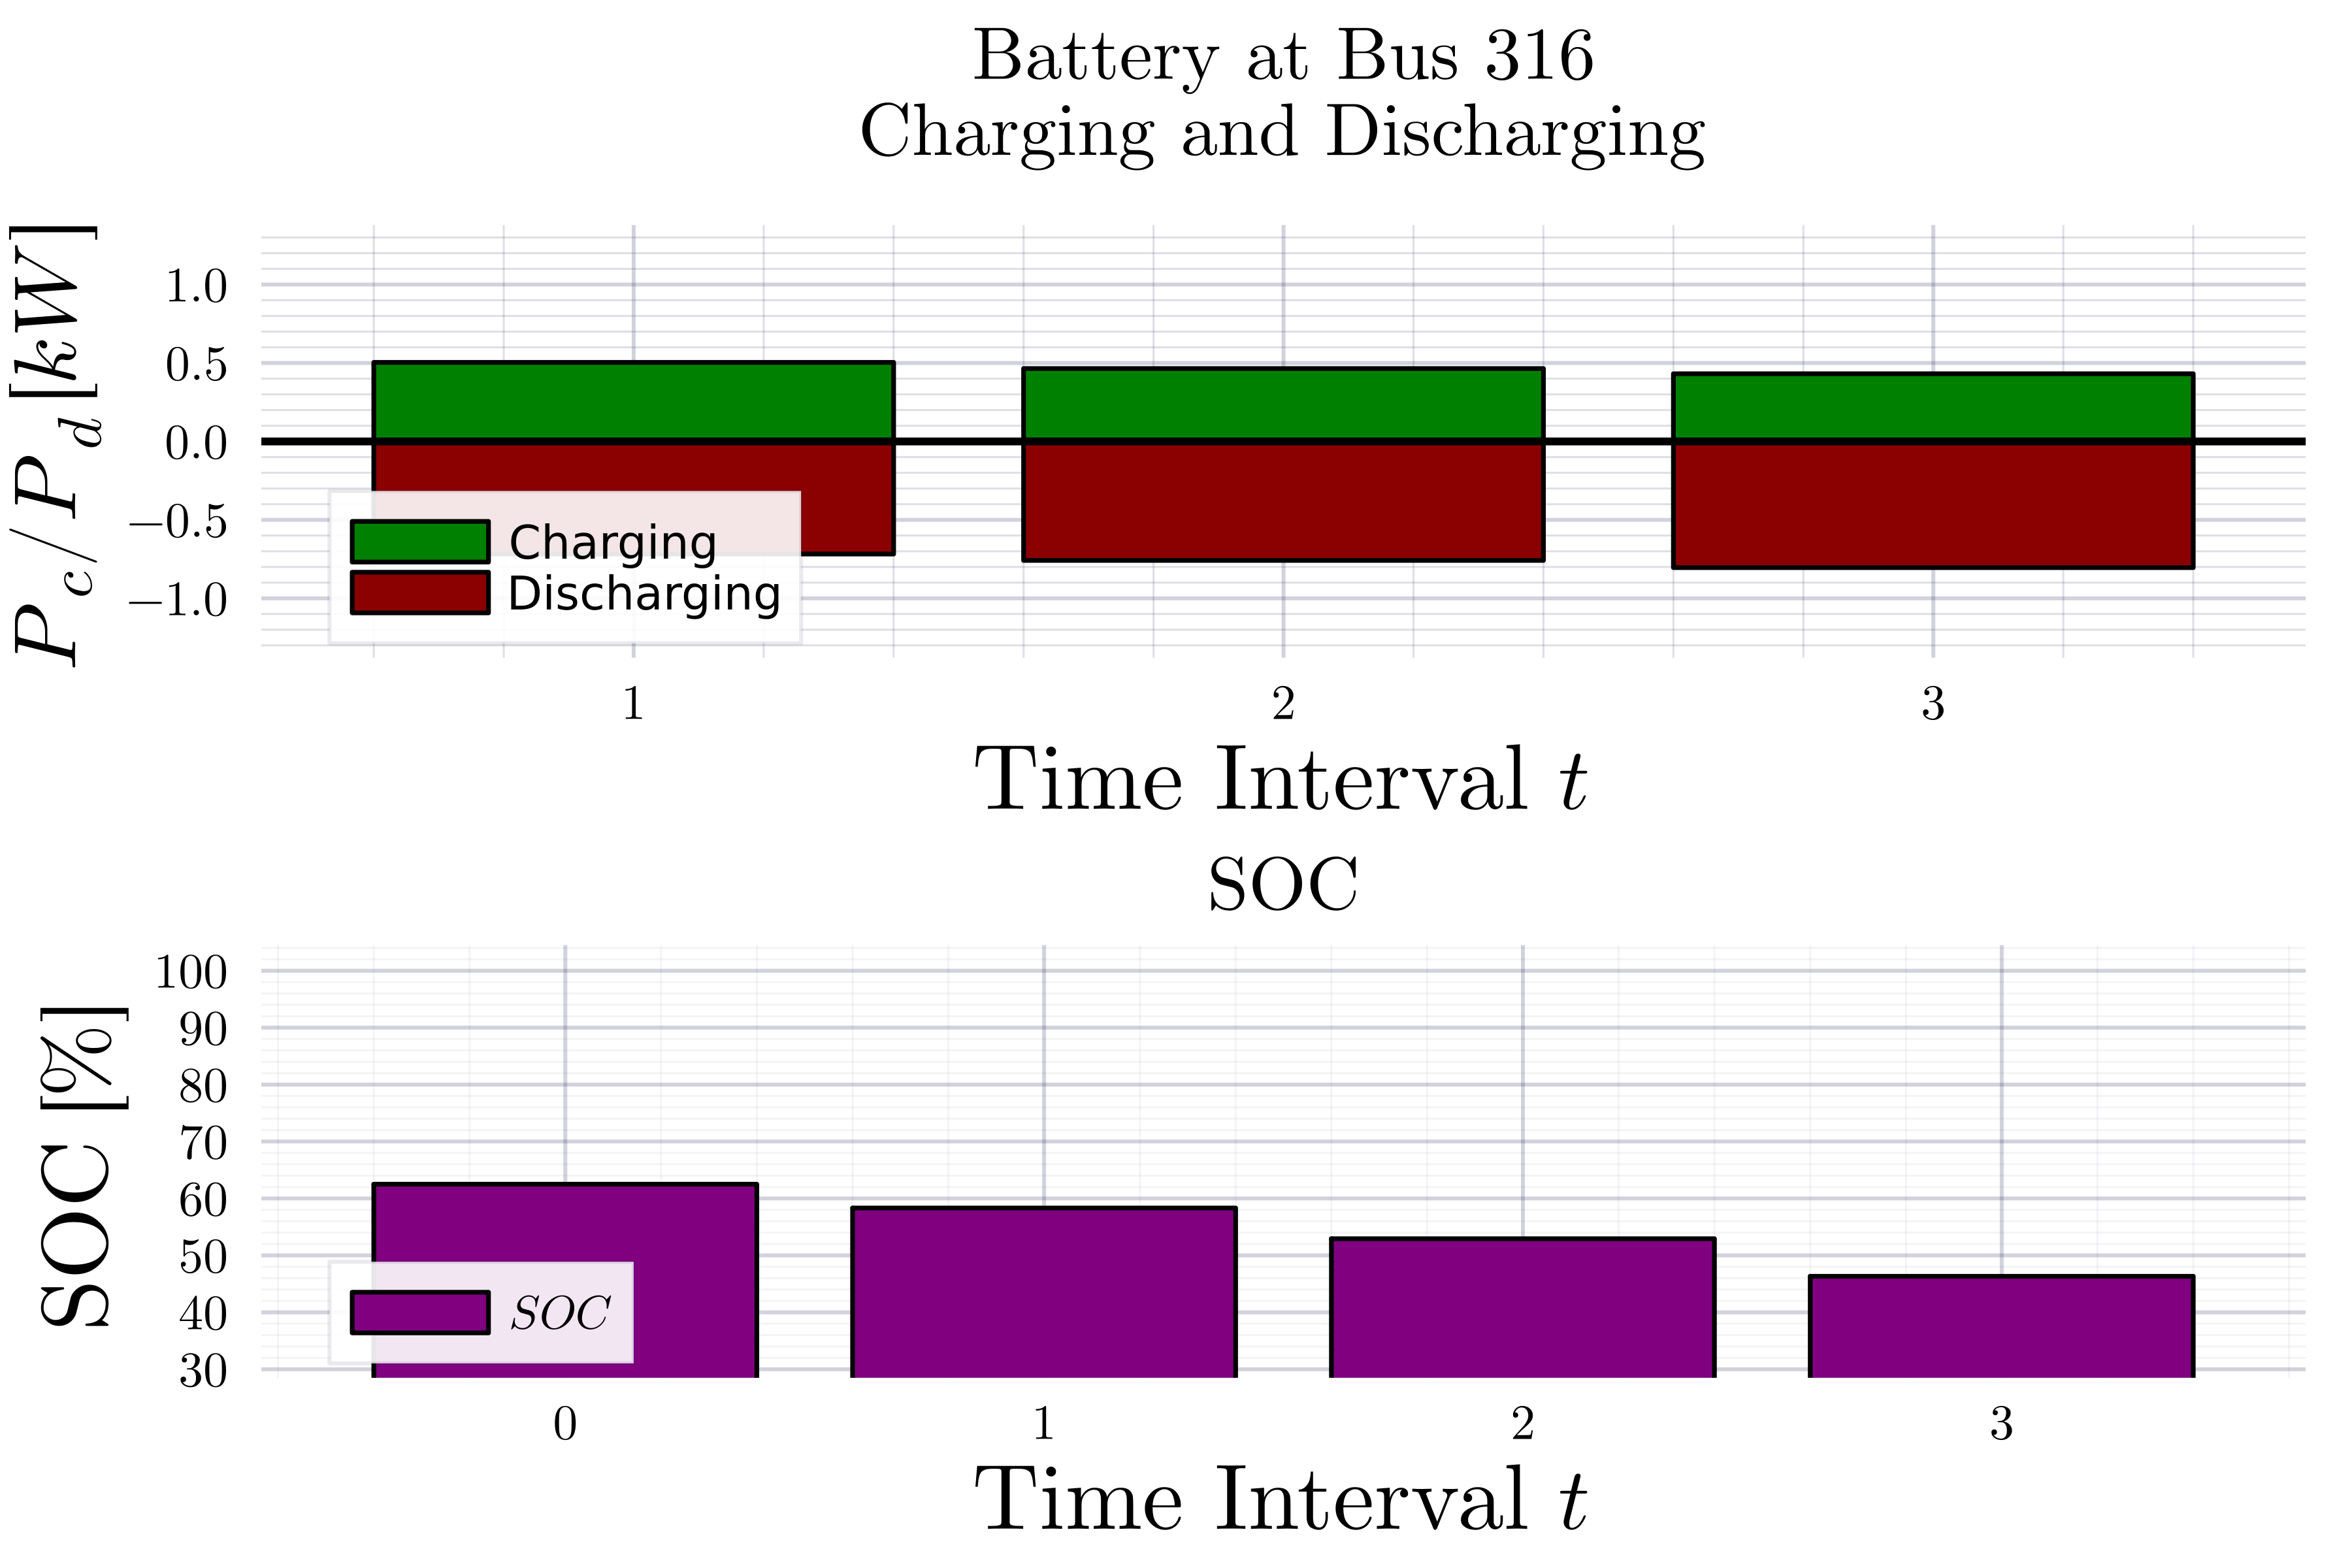 Battery at Bus 316
Charging and Discharging
P_c/P_d [kW]
1.0
0.5
0.0
−0.5
−1.0
Charging
Discharging
1 2 3
Time Interval t
SOC
SOC [%]
100
90
80
70
60
50
40
30
SOC
0 1 2 3
Time Interval t